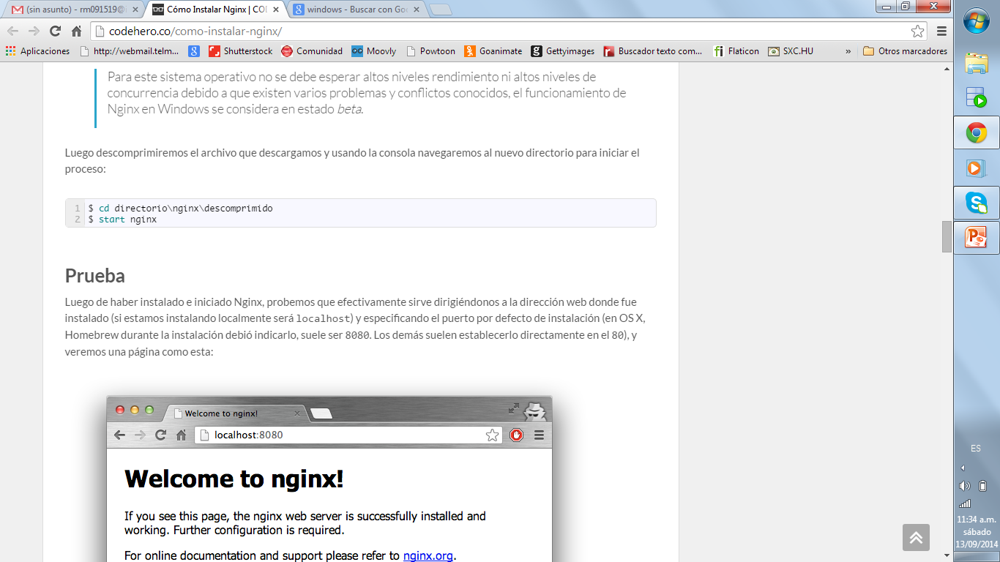 (sin asunto) - rm091519@i
Cómo Instalar Nginx | COI
windows - Buscar con Goo
codehero.co/como-instalar-nginx/
Aplicaciones
http://webmail.telm...
Shutterstock
Comunidad
Moovly
Powtoon
Goanimate
Gettyimages
Buscador texto com...
Flaticon
SXC.HU
»
Otros marcadores
Para este sistema operativo no se debe esperar altos niveles rendimiento ni altos niveles de
concurrencia debido a que existen varios problemas y conflictos conocidos, el funcionamiento de
Nginx en Windows se considera en estado beta.
Luego descomprimiremos el archivo que descargamos y usando la consola navegaremos al nuevo directorio para iniciar el
proceso:
1 $ cd directorio\nginx\descomprimido
2 $ start nginx
Prueba
Luego de haber instalado e iniciado Nginx, probemos que efectivamente sirve dirigiéndonos a la dirección web donde fue
instalado (si estamos instalando localmente será localhost) y especificando el puerto por defecto de instalación (en OS X,
Homebrew durante la instalación debió indicarlo, suele ser 8080. Los demás suelen establecerlo directamente en el 80), y
veremos una página como esta:
Welcome to nginx!
localhost:8080
Welcome to nginx!
If you see this page, the nginx web server is successfully installed and
working. Further configuration is required.
For online documentation and support please refer to nginx.org.
ES
11:34 a.m.
sábado
13/09/2014